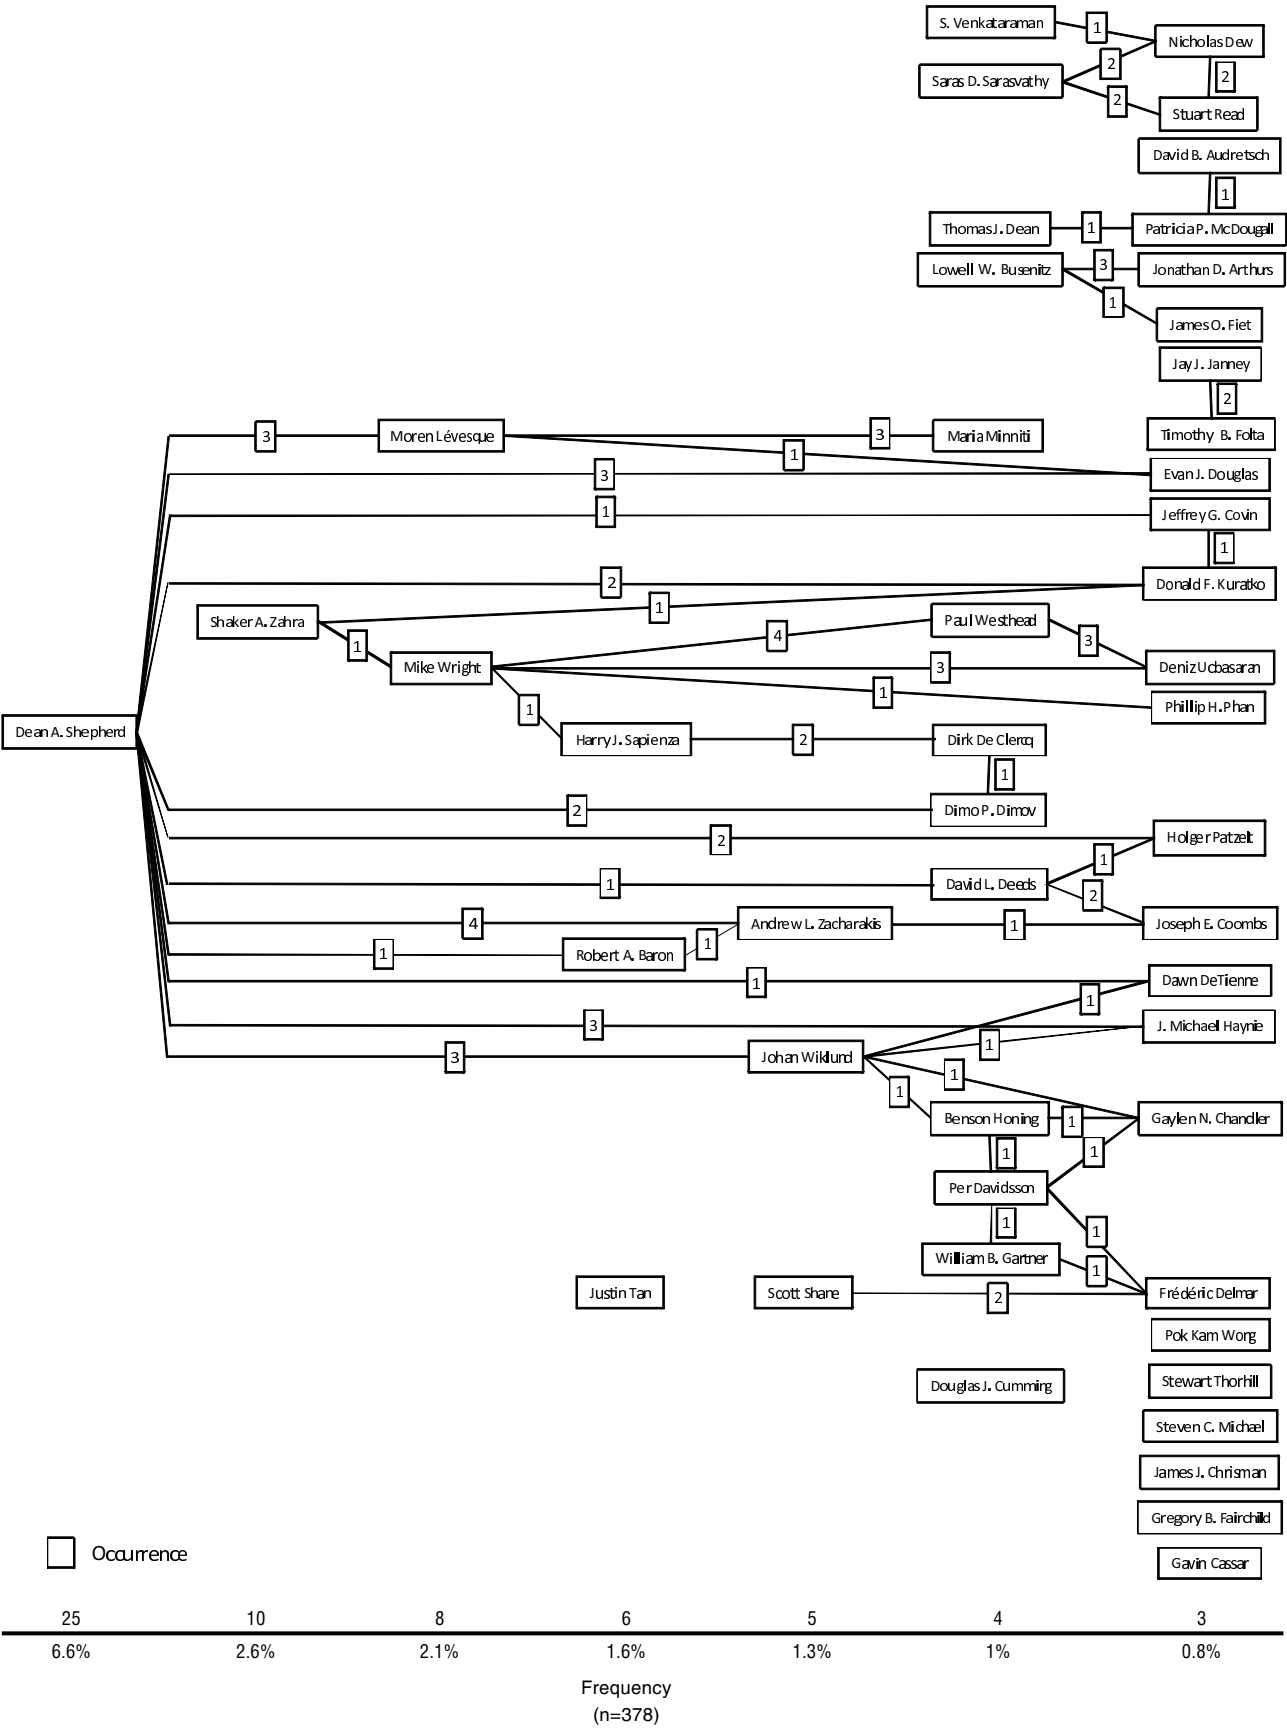 S. Venkataraman
1
Nicholas Dew
2
Saras D. Sarasvathy
2
2
Stuart Read
David B. Audretsch
1
Thomas J. Dean
1
Patricia P. McDougall
Lowell W. Busenitz
3
Jonathan D. Arthurs
1
James O. Fiet
Jay J. Janney
2
3
Moren Lévesque
3
Maria Minniti
Timothy B. Folta
1
3
Evan J. Douglas
1
Jeffrey G. Covin
1
2
Donald F. Kuratko
1
Shaker A. Zahra
Paul Westhead
4
3
1
Mike Wright
3
Deniz Ucbasaran
1
Phillip H. Phan
1
Dean A. Shepherd
Harry J. Sapienza
2
Dirk De Clercq
1
2
Dimo P. Dimov
2
Holger Patzelt
1
1
David L. Deeds
2
4
Andrew L. Zacharakis
1
Joseph E. Coombs
1
1
Robert A. Baron
1
Dawn DeTienne
1
3
J. Michael Haynie
1
3
Johan Wiklund
1
1
Benson Honing
1
Gaylen N. Chandler
1
1
Per Davidsson
1
1
William B. Gartner
1
Justin Tan
Scott Shane
2
Frédéric Delmar
Pok Kam Wong
Douglas J. Cumming
Stewart Thorhill
Steven C. Michael
James J. Chrisman
Gregory B. Fairchild
Occurrence
Gavin Cassar
25 10 8 6 5 4 3
6.6% 2.6% 2.1% 1.6% 1.3% 1% 0.8%
Frequency
(n=378)